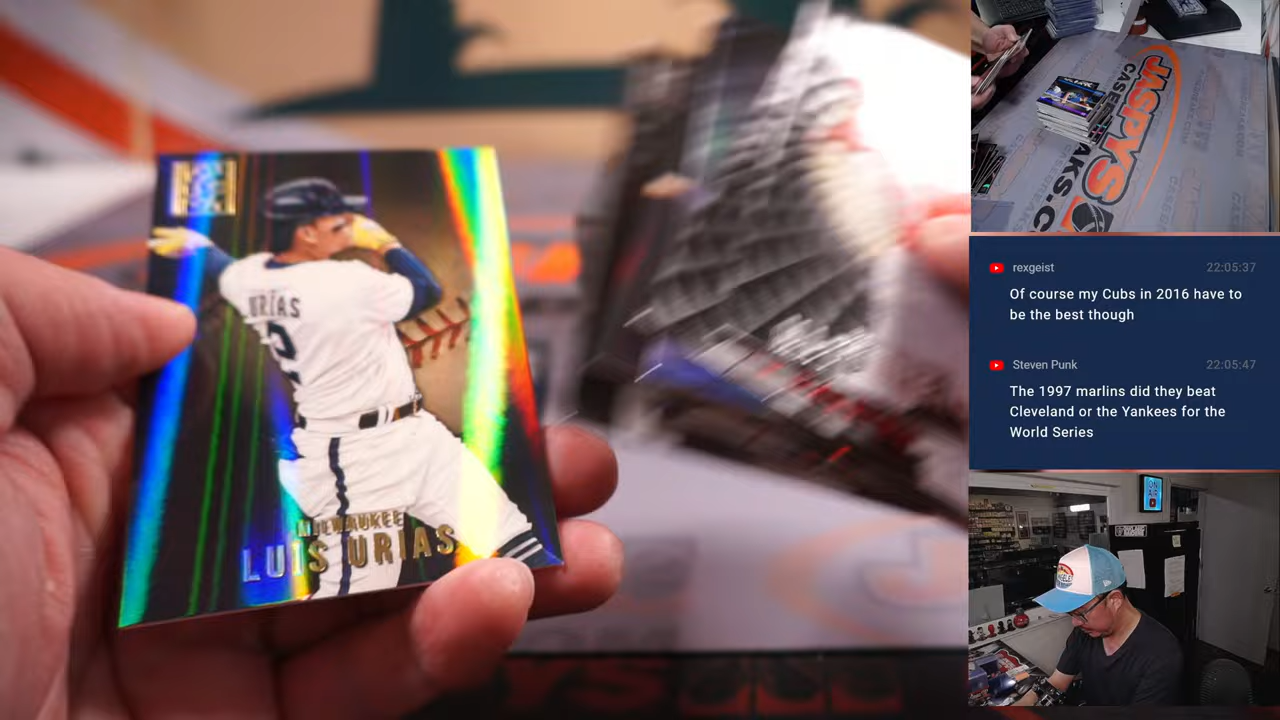 URIAS
2
MILWAUKEE
LUIS URIAS
JASPYS
CASEBREAKS.C
rexgeist
22:05:37
Of course my Cubs in 2016 have to
be the best though
Steven Punk
22:05:47
The 1997 marlins did they beat
Cleveland or the Yankees for the
World Series
ON
AIR